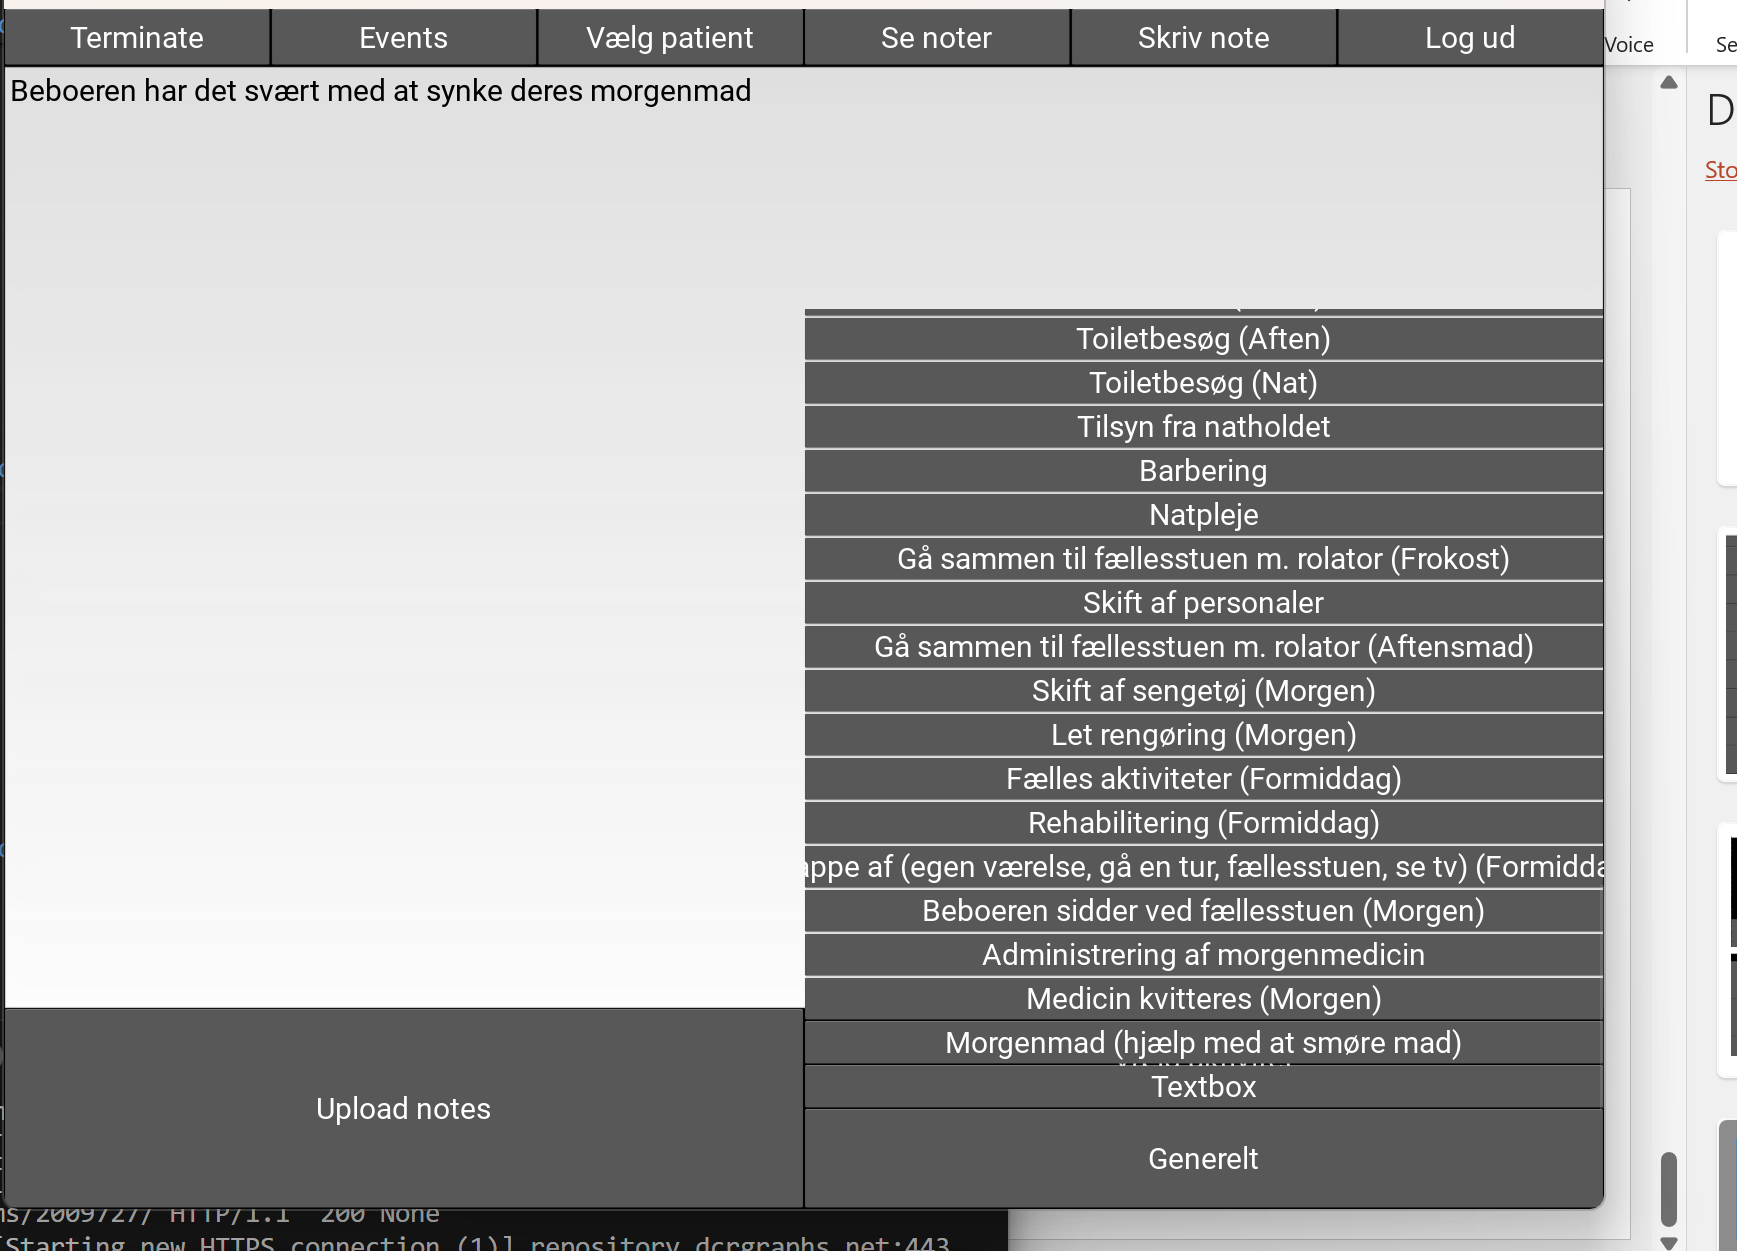 Terminate
Events
Vælg patient
Se noter
Skriv note
Log ud
Voice
Beboeren har det svært med at synke deres morgenmad
Toiletbesøg (Aften)
Toiletbesøg (Nat)
Tilsyn fra natholdet
Barbering
Natpleje
Gå sammen til fællesstuen m. rolator (Frokost)
Skift af personaler
Gå sammen til fællesstuen m. rolator (Aftensmad)
Skift af sengetøj (Morgen)
Let rengøring (Morgen)
Fælles aktiviteter (Formiddag)
Rehabilitering (Formiddag)
af (egen værelse, gå en tur, fællesstuen, se tv)
Beboeren sidder ved fællesstuen (Morgen)
Administrering af morgenmedicin
Medicin kvitteres (Morgen)
Morgenmad (hjælp med at smøre mad)
Textbox
Upload notes
Generelt
ns/2009727/ HTTP/1.1" 200 None
[Starting new HTTPS connection (1)] repository.dcrgraphs.net:443